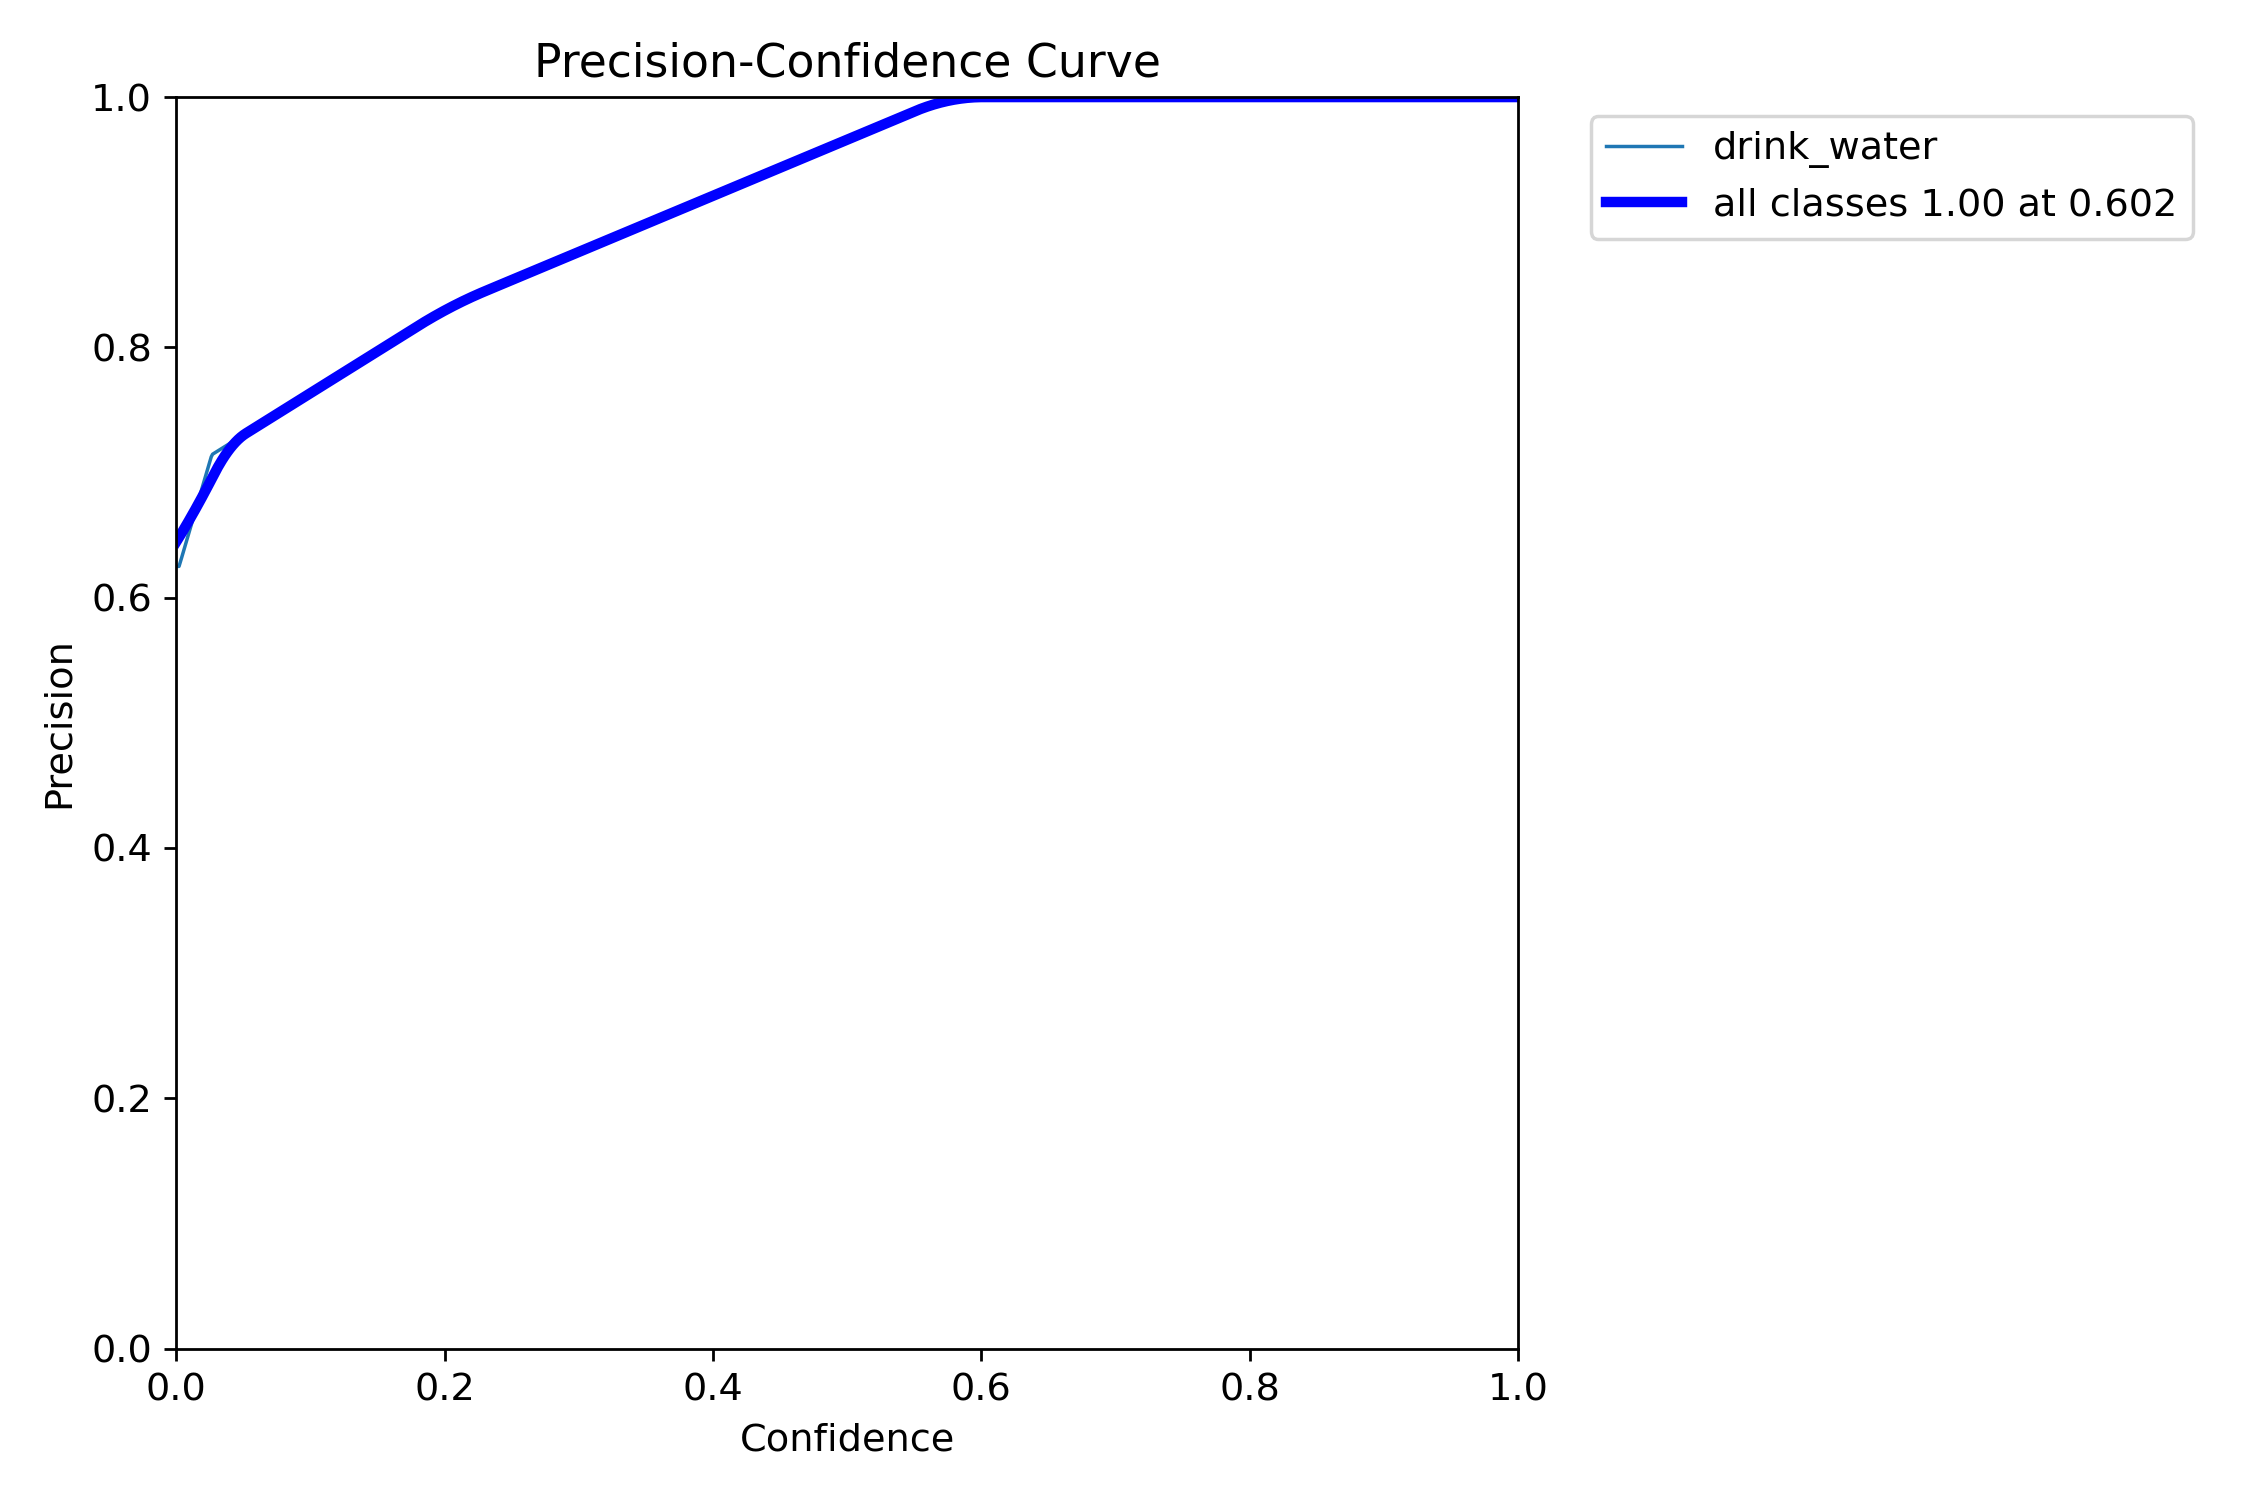 Precision-Confidence Curve
1.0
0.8
0.6
0.4
0.2
0.0
Precision
0.0 0.2 0.4 0.6 0.8 1.0
Confidence
drink_water
all classes 1.00 at 0.602